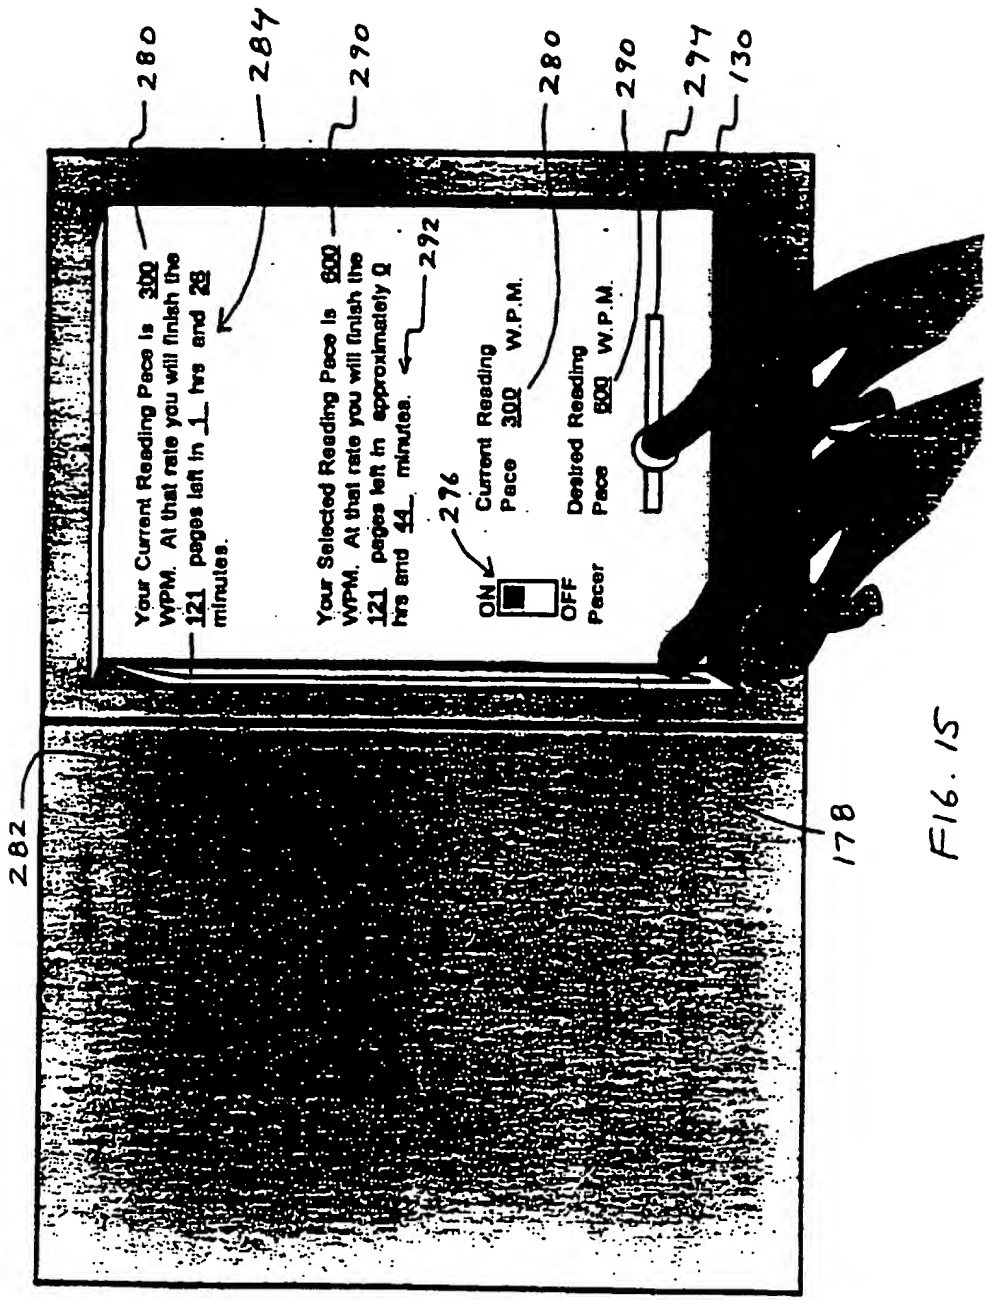 280
284
290
280
290
294
130
Your Current Reading Pace is 300
WPM. At that rate you will finish the
121 pages left in 1 hrs and 28
minutes.
Your Selected Reading Pace is 600
WPM. At that rate you will finish the
121 pages left in approximately 0
hrs and 44 minutes.
292
296
ON
OFF
Pacer
Current Reading
Pace 300 W.P.M.
Desired Reading
Pace 600 W.P.M.
282
178
FIG. 15